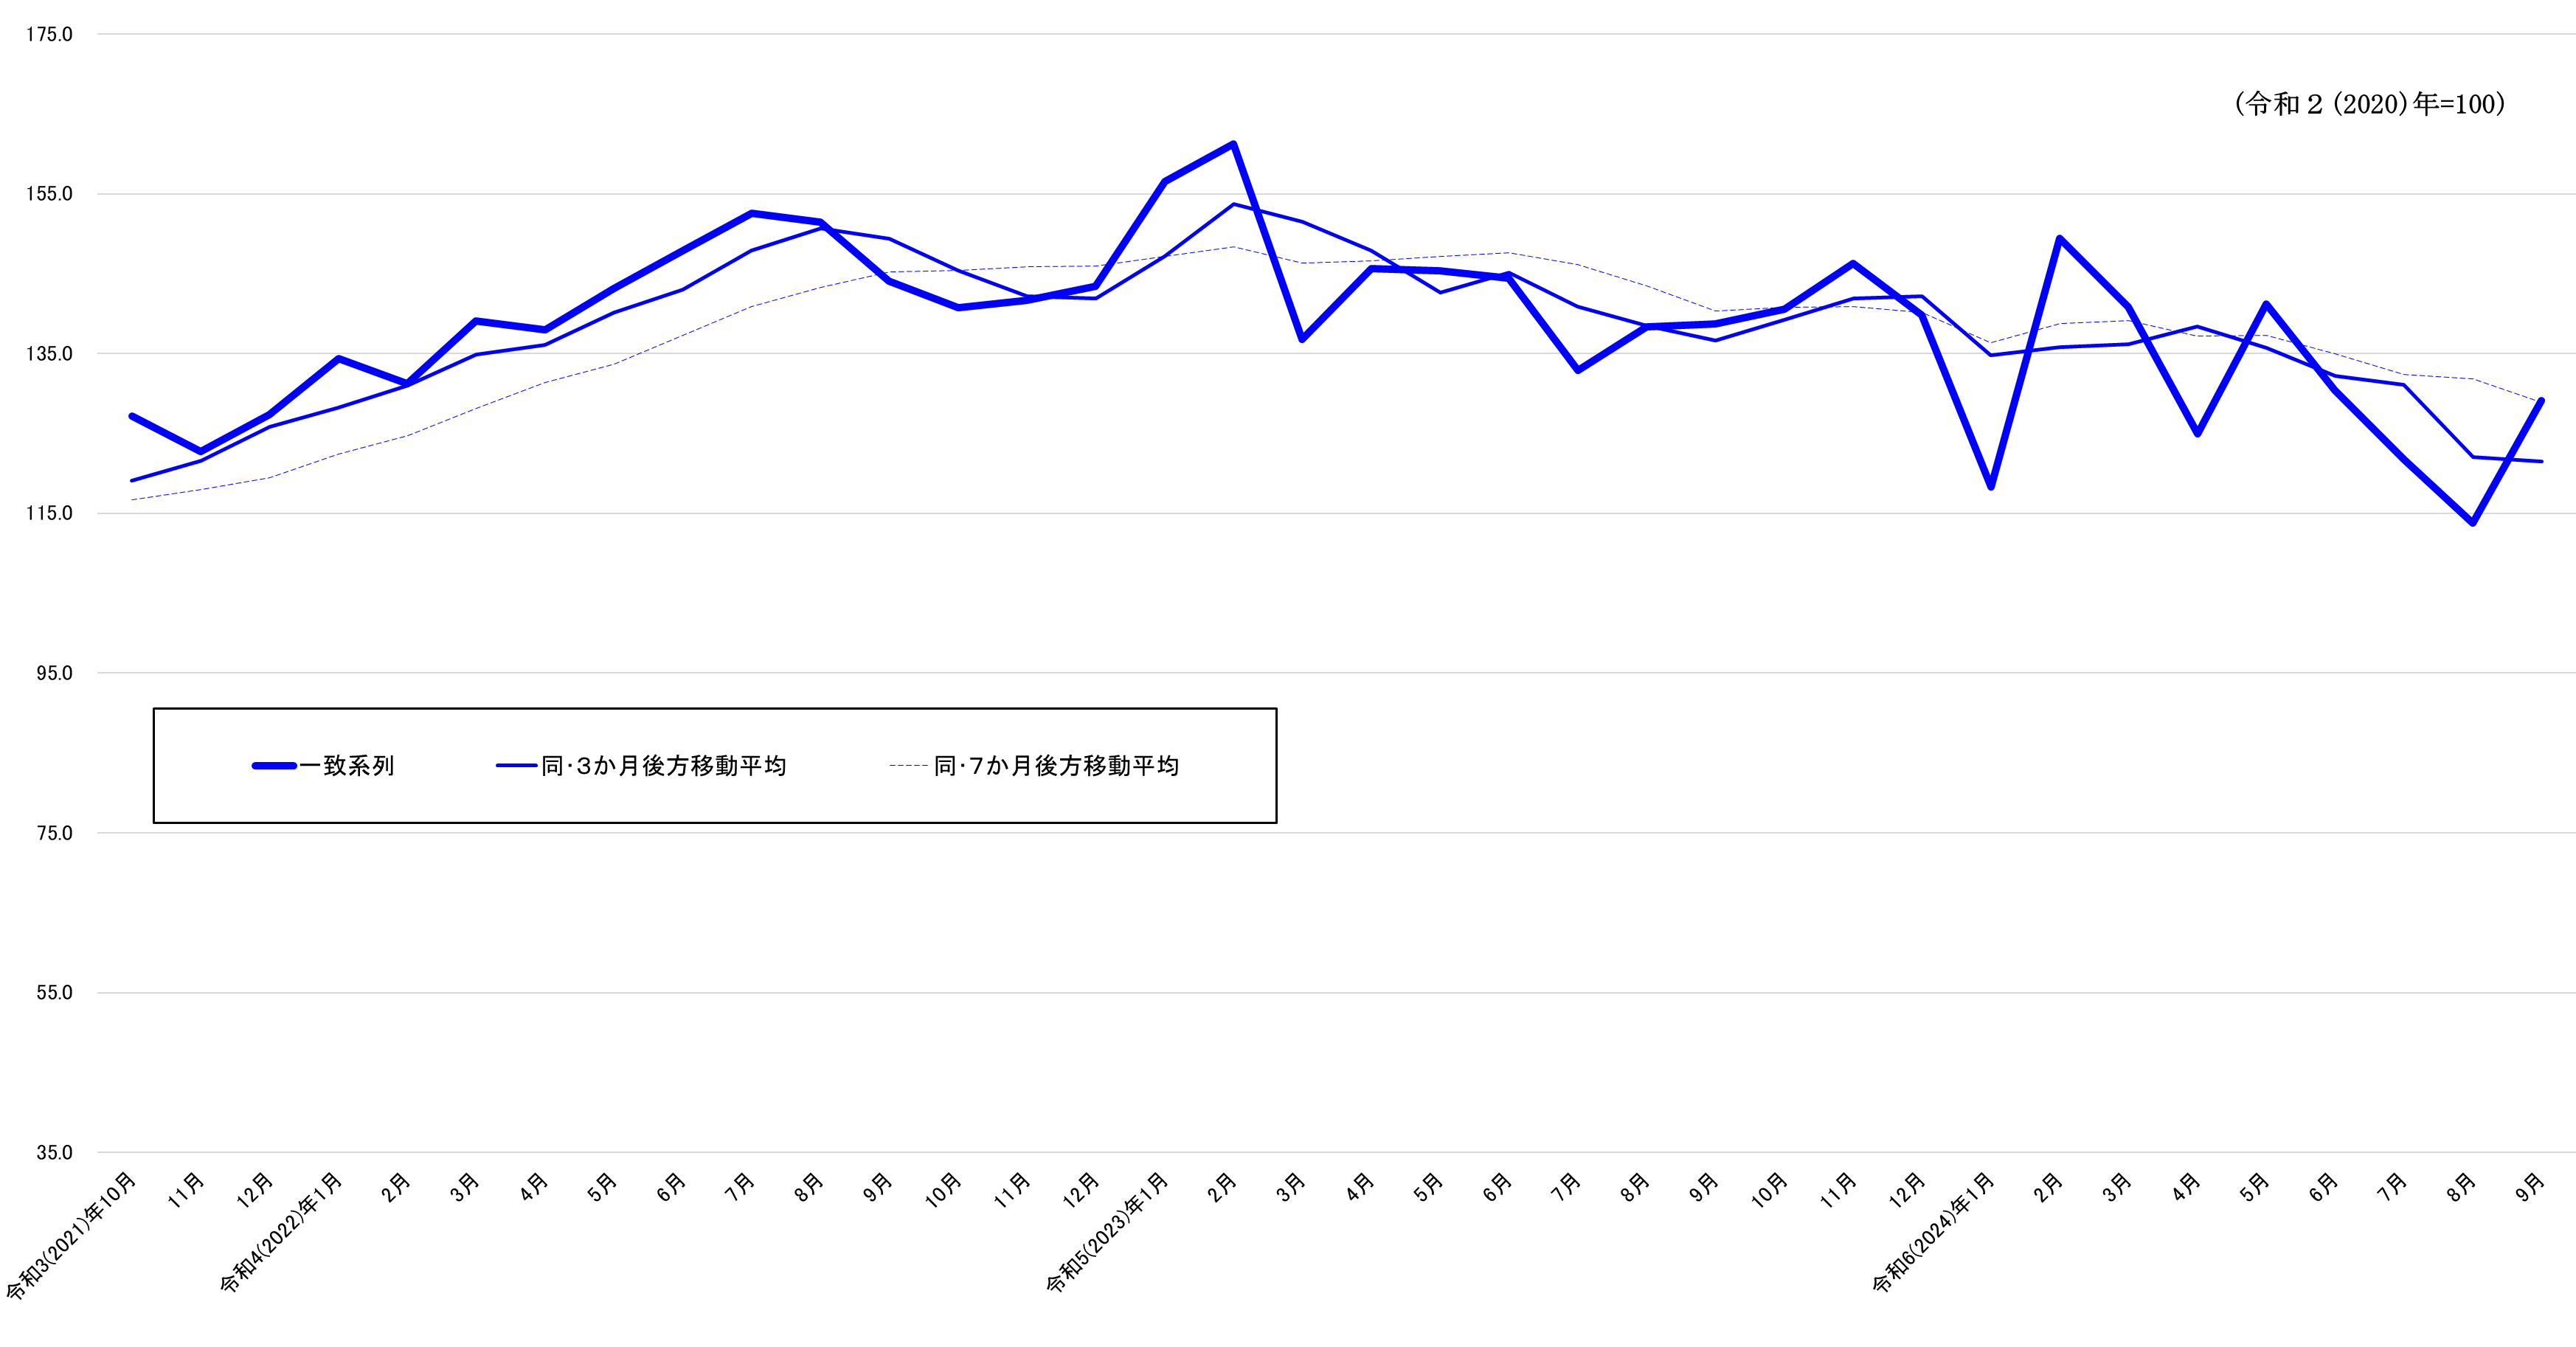 175.0
(令和２(2020)年=100)
155.0
135.0
115.0
95.0
一致系列 同･３か月後方移動平均 同･７か月後方移動平均
75.0
55.0
35.0
令和3(2021)年10月
11月
12月
令和4(2022)年1月
2月
3月
4月
5月
6月
7月
8月
9月
10月
11月
12月
令和5(2023)年1月
2月
3月
4月
5月
6月
7月
8月
9月
10月
11月
12月
令和6(2024)年1月
2月
3月
4月
5月
6月
7月
8月
9月